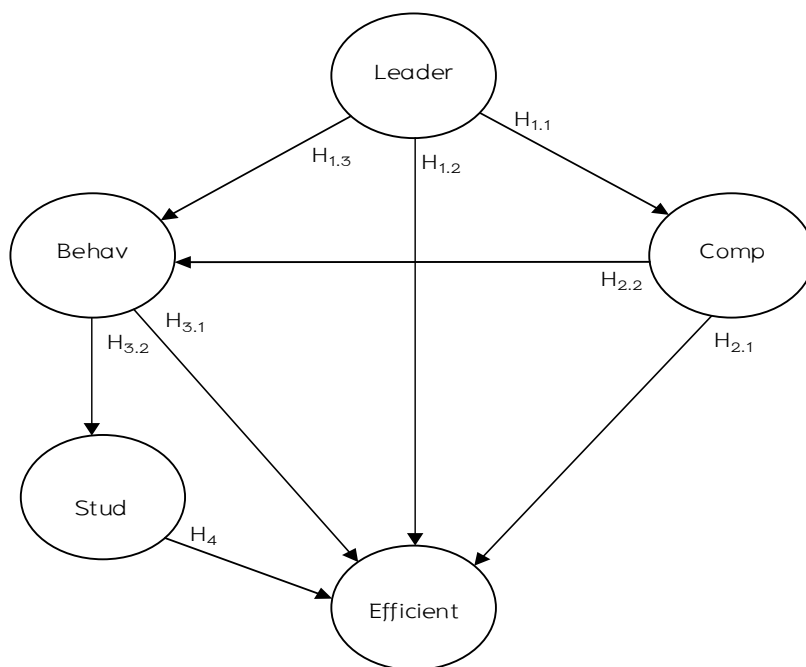 Leader
H1.1
H1.3
H1.2
Behav
Comp
H2.2
H3.1
H3.2
H2.1
Stud
H4
Efficient